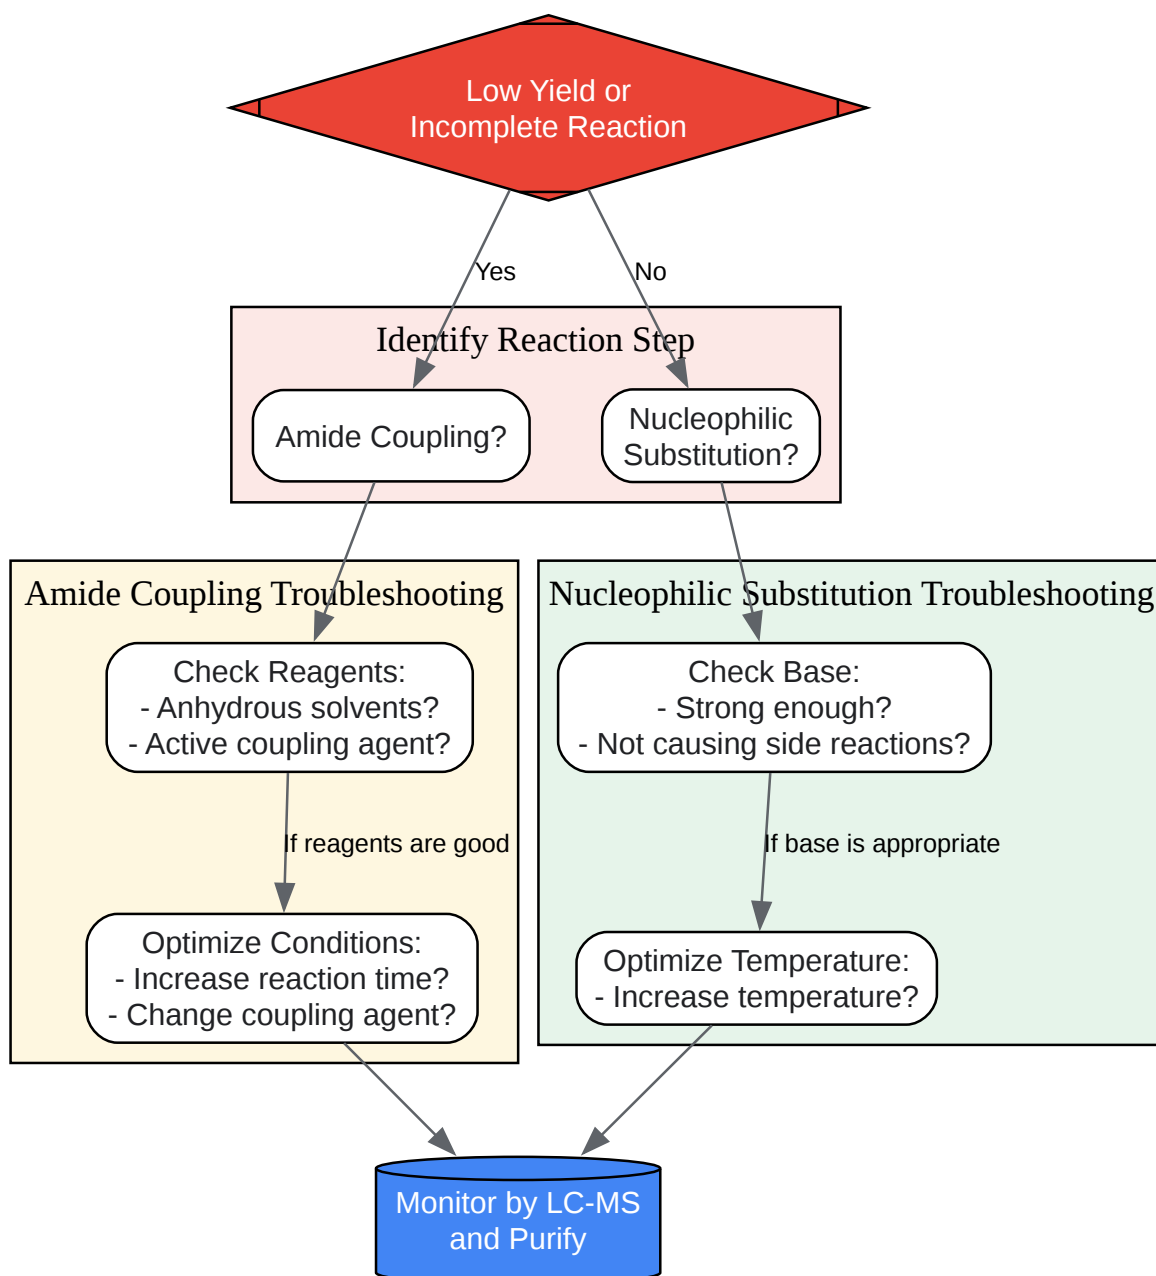 Low Yield or
Incomplete Reaction
Yes
No
Identify Reaction Step
Amide Coupling?
Nucleophilic
Substitution?
Amide Coupling Troubleshooting
Check Reagents:
- Anhydrous solvents?
- Active coupling agent?
If reagents are good
Optimize Conditions:
- Increase reaction time?
- Change coupling agent?
Nucleophilic Substitution Troubleshooting
Check Base:
- Strong enough?
- Not causing side reactions?
If base is appropriate
Optimize Temperature:
- Increase temperature?
Monitor by LC-MS
and Purify